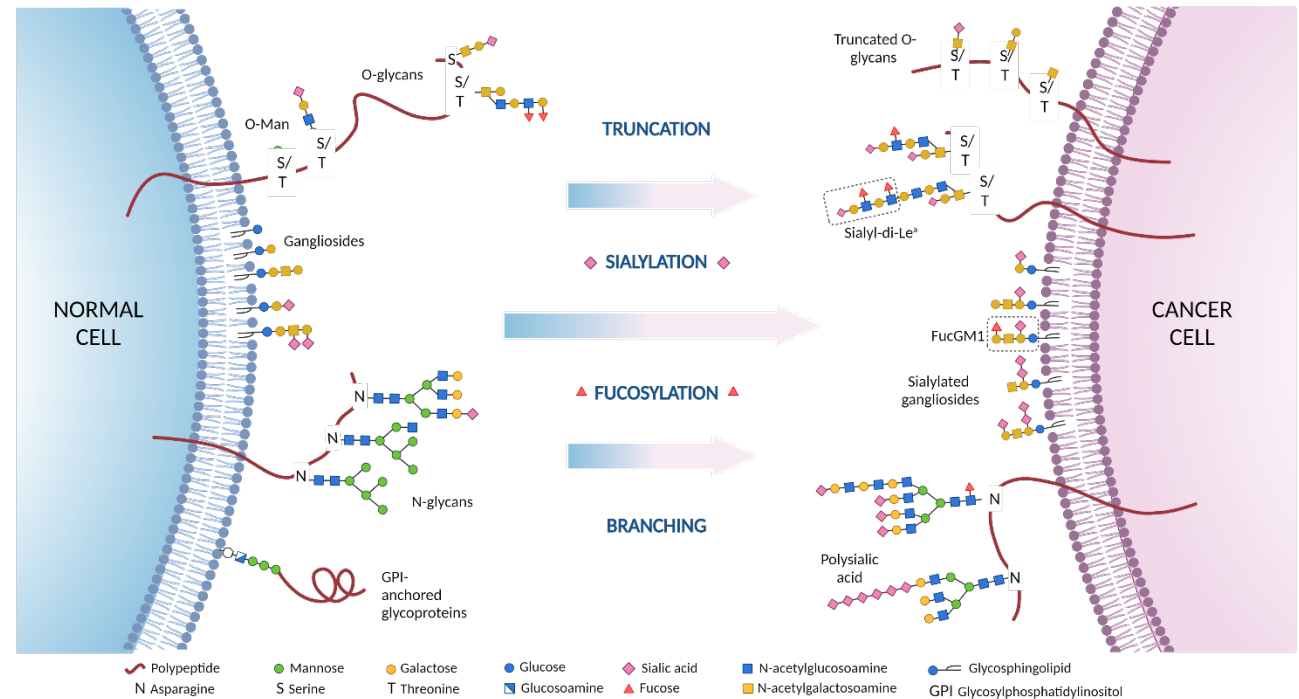 O-glycans
S
S/
T
O-Man
S/
T
S/
T
Gangliosides
NORMAL
CELL
N
N
N
N-glycans
GPI-
anchored
glycoproteins
TRUNCATION
SIALYLATION
FUCOSYLATION
BRANCHING
Truncated O-
glycans
S/
T
S/
T
S/
T
S/
T
S/
T
Sialyl-di-Leᵃ
FucGM1
Sialylated
gangliosides
CANCER
CELL
N
Polysialic
acid
N
Polypeptide Mannose Galactose Glucose Sialic acid N-acetylglucosoamine Glycosphingolipid
N Asparagine S Serine T Threonine Glucosoamine Fucose N-acetylgalactosoamine GPI Glycosylphosphatidylinositol